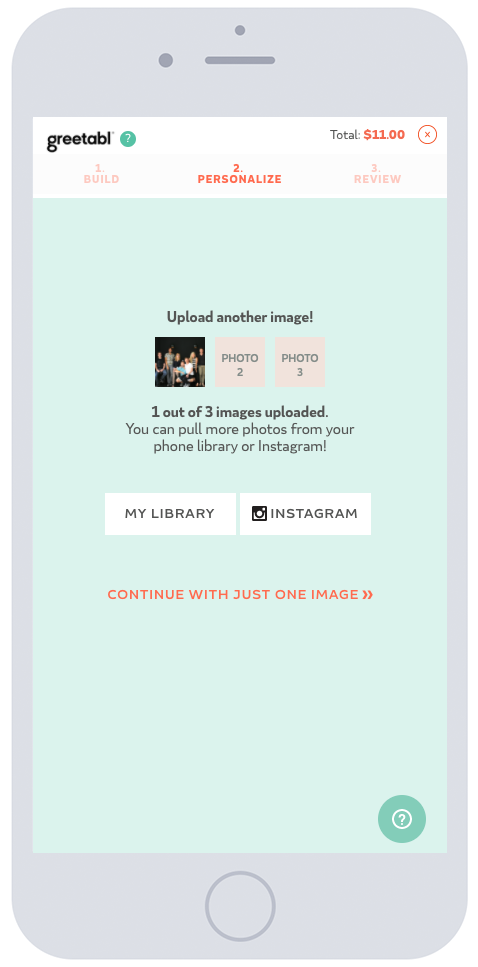 greetabl ?
Total: $11.00 ×
1.
BUILD
2.
PERSONALIZE
3.
REVIEW
Upload another image!
PHOTO
2
PHOTO
3
1 out of 3 images uploaded.
You can pull more photos from your
phone library or Instagram!
MY LIBRARY
INSTAGRAM
CONTINUE WITH JUST ONE IMAGE »
?